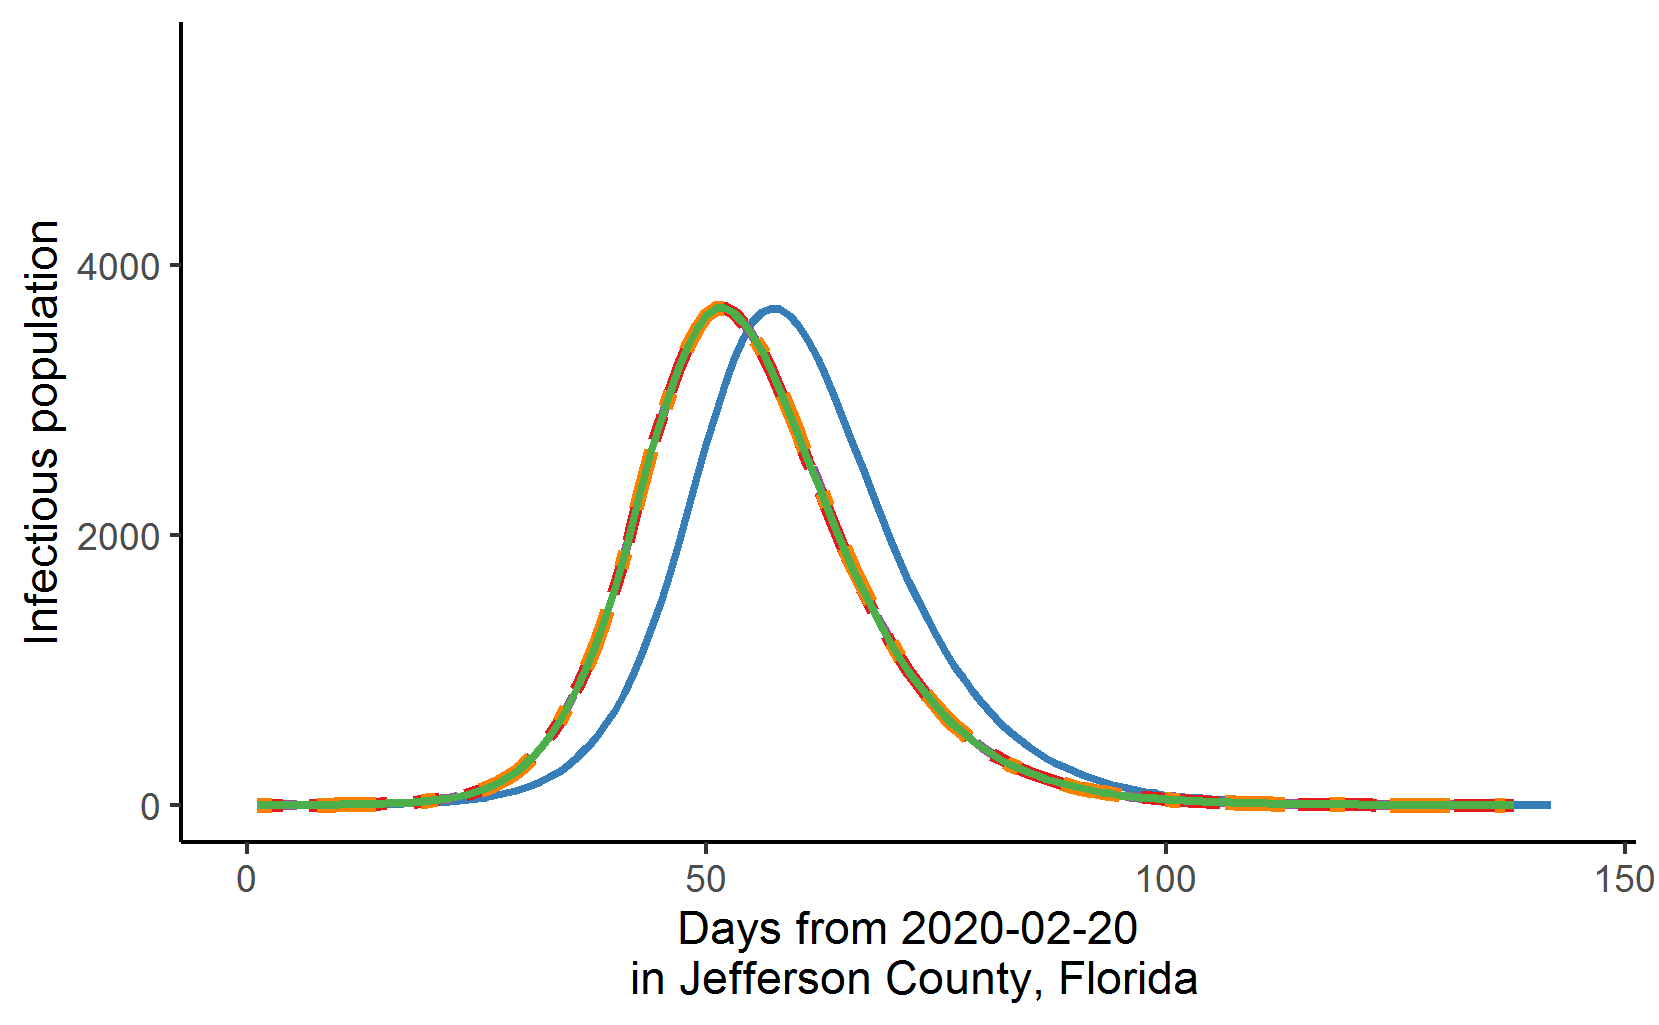 Infectious population
4000
2000
0
0 50 100 150
Days from 2020-02-20
in Jefferson County, Florida